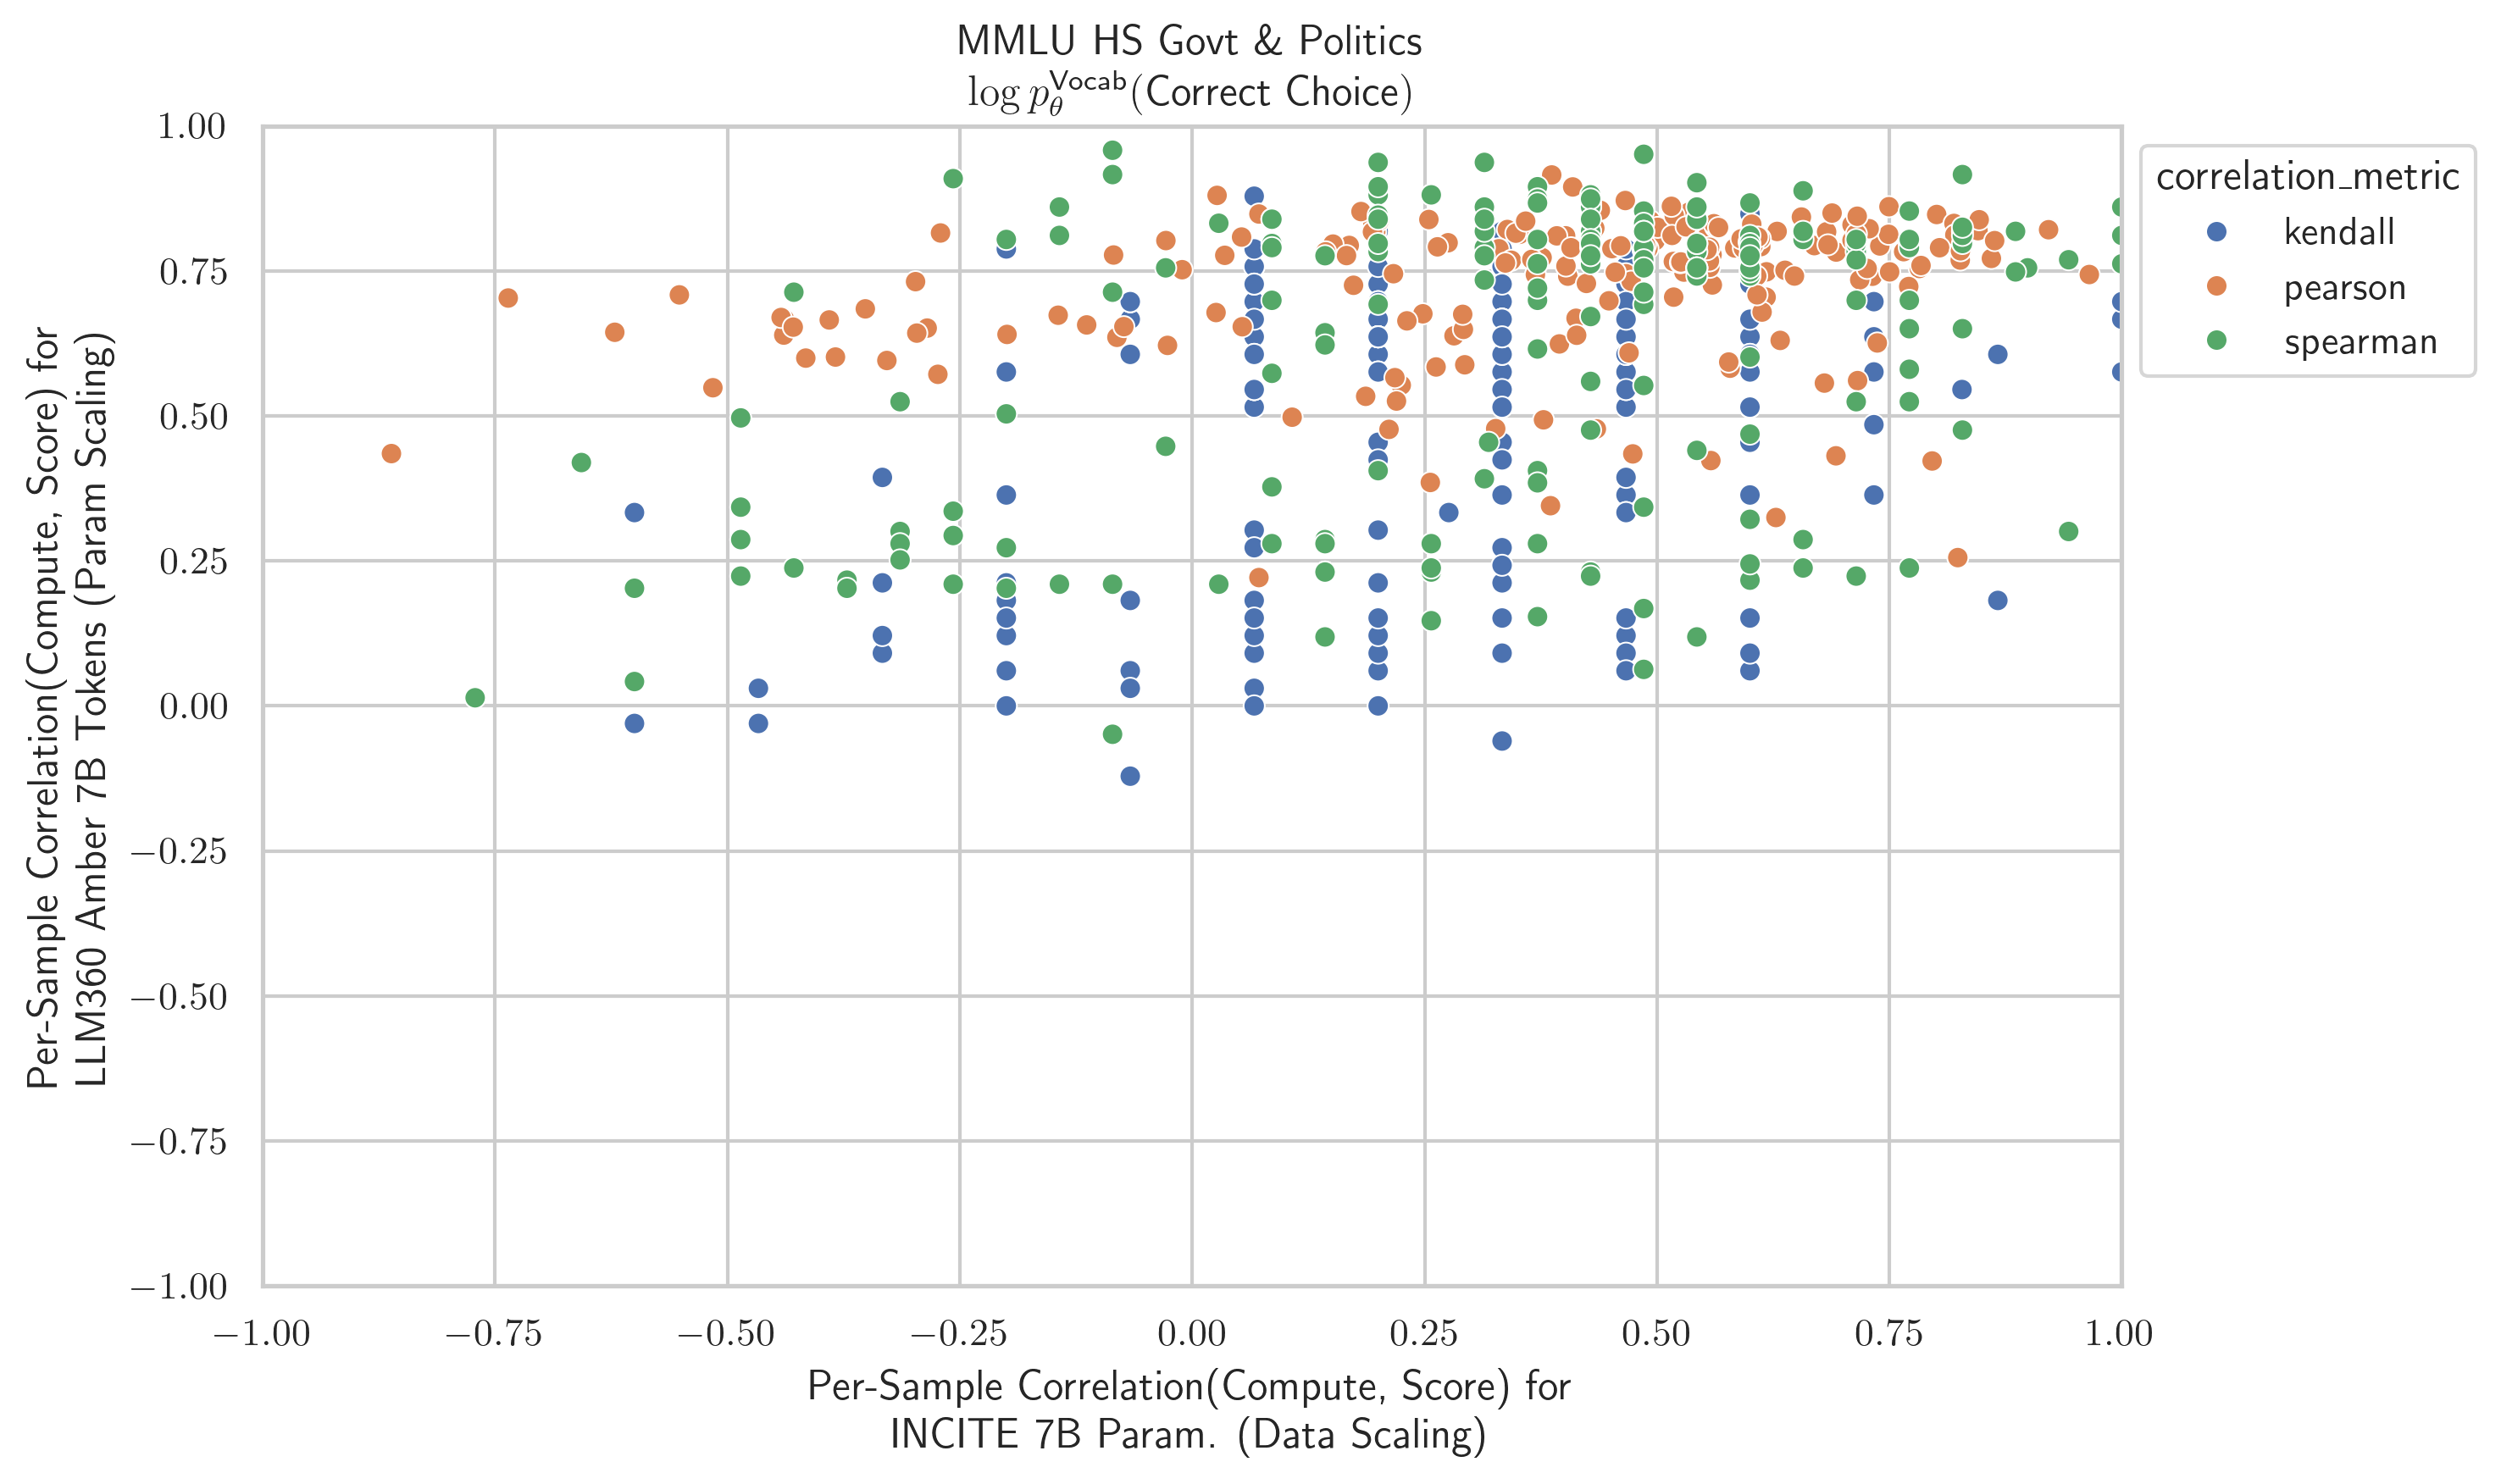 MMLU HS Govt & Politics
log p_θ^Vocab(Correct Choice)
Per-Sample Correlation(Compute, Score) for
LLM360 Amber 7B Tokens (Param Scaling)
1.00
0.75
0.50
0.25
0.00
−0.25
−0.50
−0.75
−1.00
correlation_metric
kendall
pearson
spearman
−1.00 −0.75 −0.50 −0.25 0.00 0.25 0.50 0.75 1.00
Per-Sample Correlation(Compute, Score) for
INCITE 7B Param. (Data Scaling)